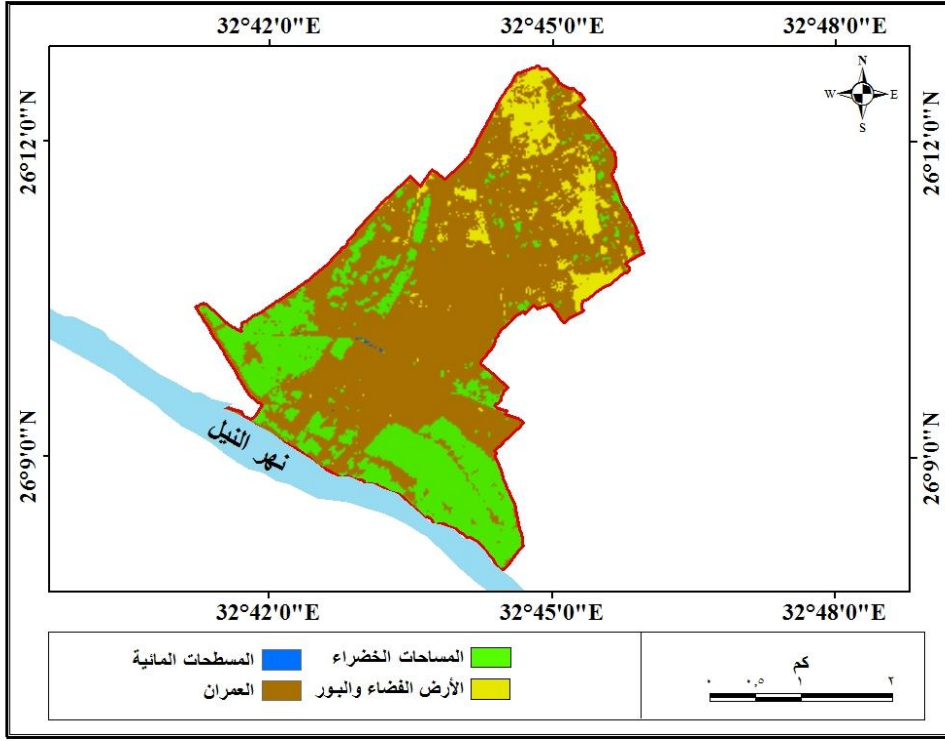 32°42'0"E 32°45'0"E 32°48'0"E
N
W E
S
26°12'0"N 26°12'0"N
26°9'0"N 26°9'0"N
نهر النيل
32°42'0"E 32°45'0"E 32°48'0"E
المساحات الخضراء المسطحات المائية
الأرض الفضاء والبور العمران
كم
٠ ٠,٥ ١ ٢